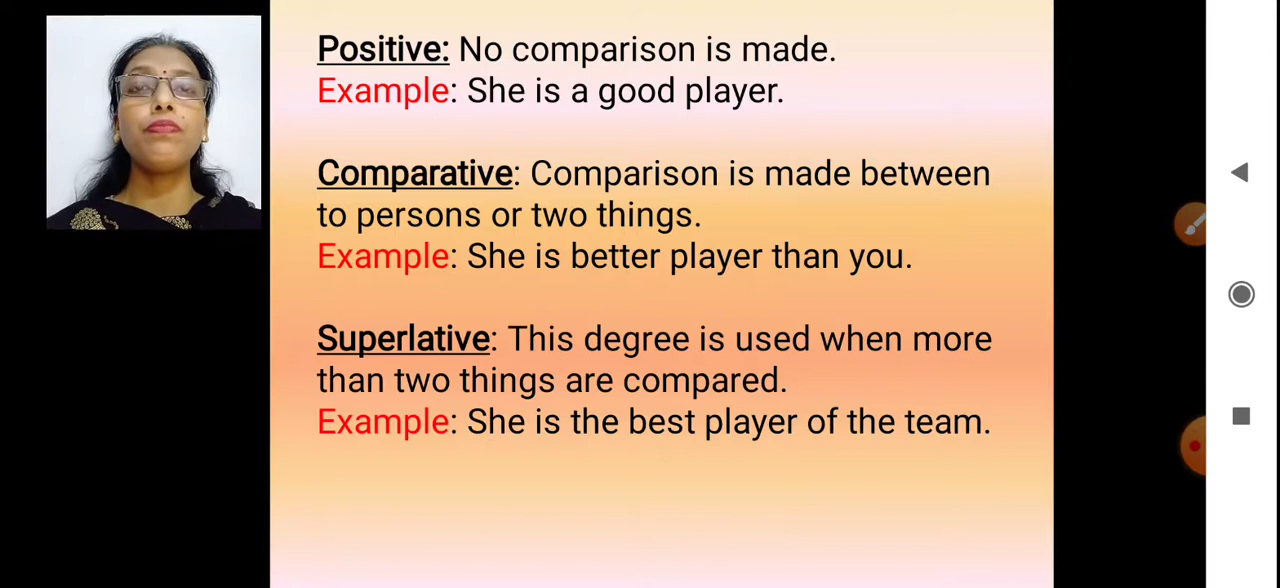 Positive: No comparison is made.
Example: She is a good player.
Comparative: Comparison is made between
to persons or two things.
Example: She is better player than you.
Superlative: This degree is used when more
than two things are compared.
Example: She is the best player of the team.